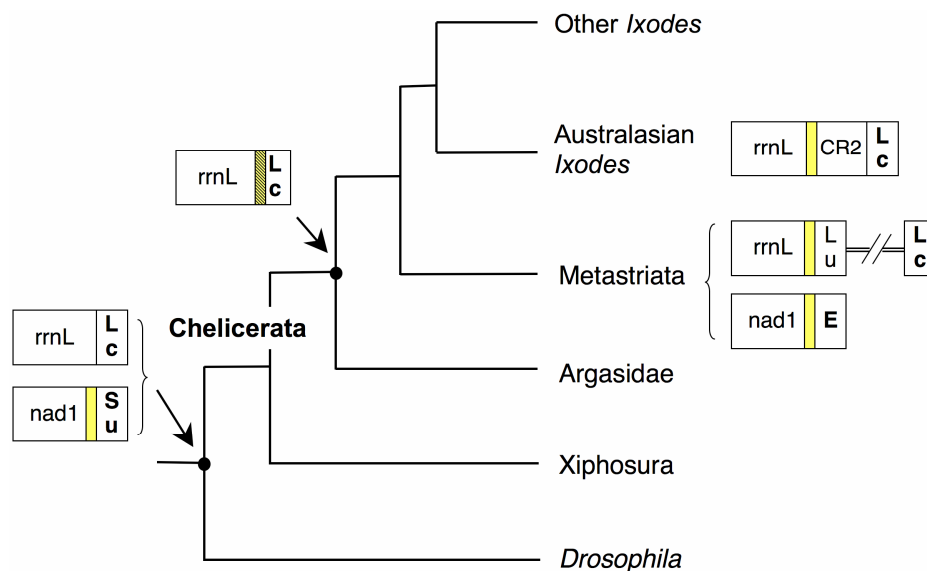 Other Ixodes
Australasian
Ixodes
rrnL CR2 L
c
rrnL L
c
rrnL L
u
L
c
Metastriata
nad1 E
Chelicerata
rrnL L
c
Argasidae
nad1 S
u
Xiphosura
Drosophila